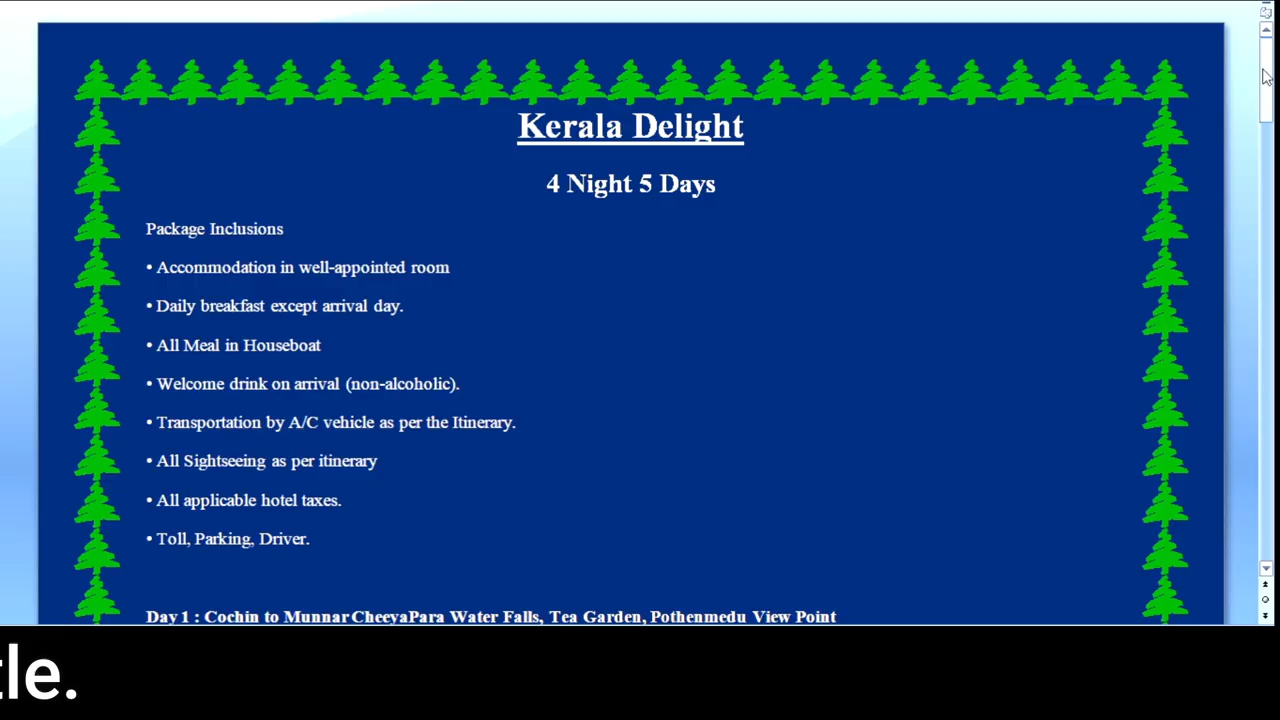 Kerala Delight
4 Night 5 Days
Package Inclusions
• Accommodation in well-appointed room
• Daily breakfast except arrival day.
• All Meal in Houseboat
• Welcome drink on arrival (non-alcoholic).
• Transportation by A/C vehicle as per the Itinerary.
• All Sightseeing as per itinerary
• All applicable hotel taxes.
• Toll, Parking, Driver.
Day 1 : Cochin to Munnar CheeyaPara Water Falls, Tea Garden, Pothenmedu View Point